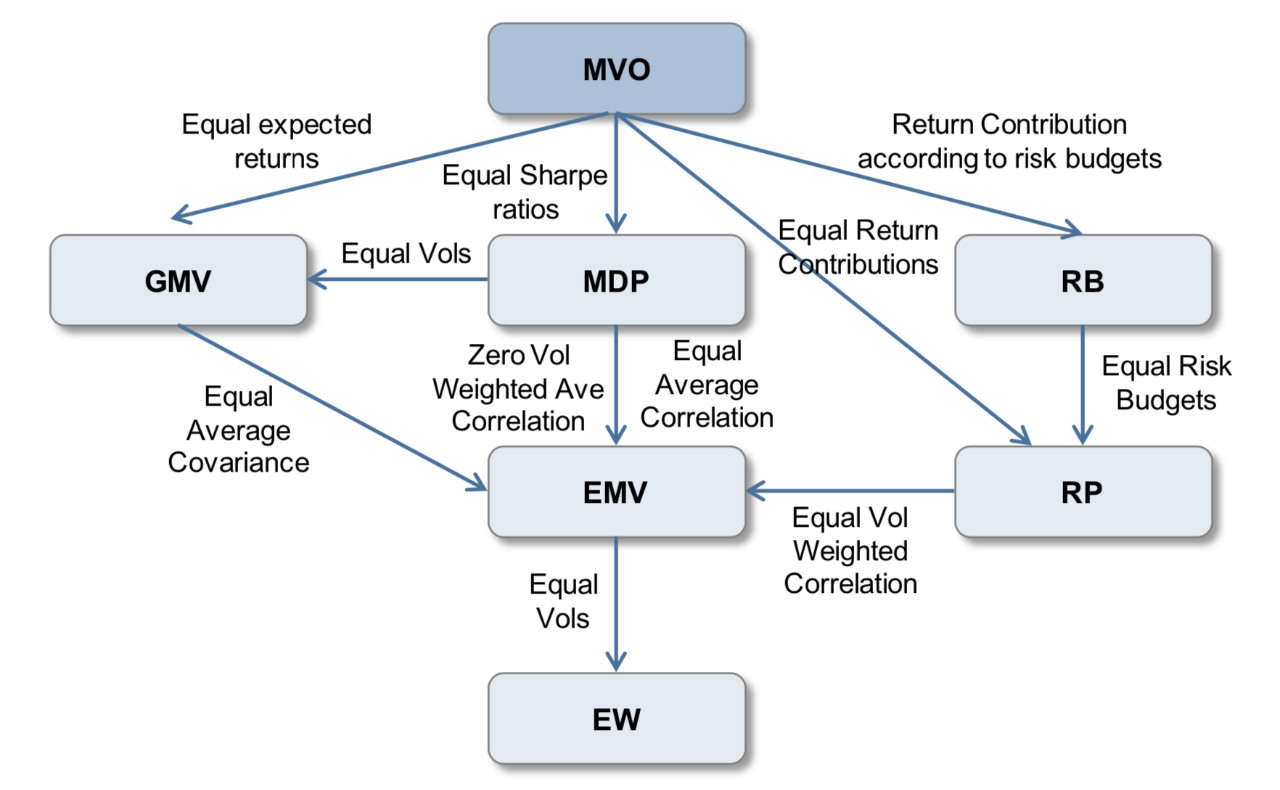 MVO
Equal expected
returns
Return Contribution
according to risk budgets
Equal Sharpe
ratios
Equal Return
Contributions
GMV
Equal Vols
MDP
RB
Zero Vol
Weighted Ave
Correlation
Equal
Average
Correlation
Equal Risk
Budgets
Equal
Average
Covariance
EMV
RP
Equal Vol
Weighted
Correlation
Equal
Vols
EW